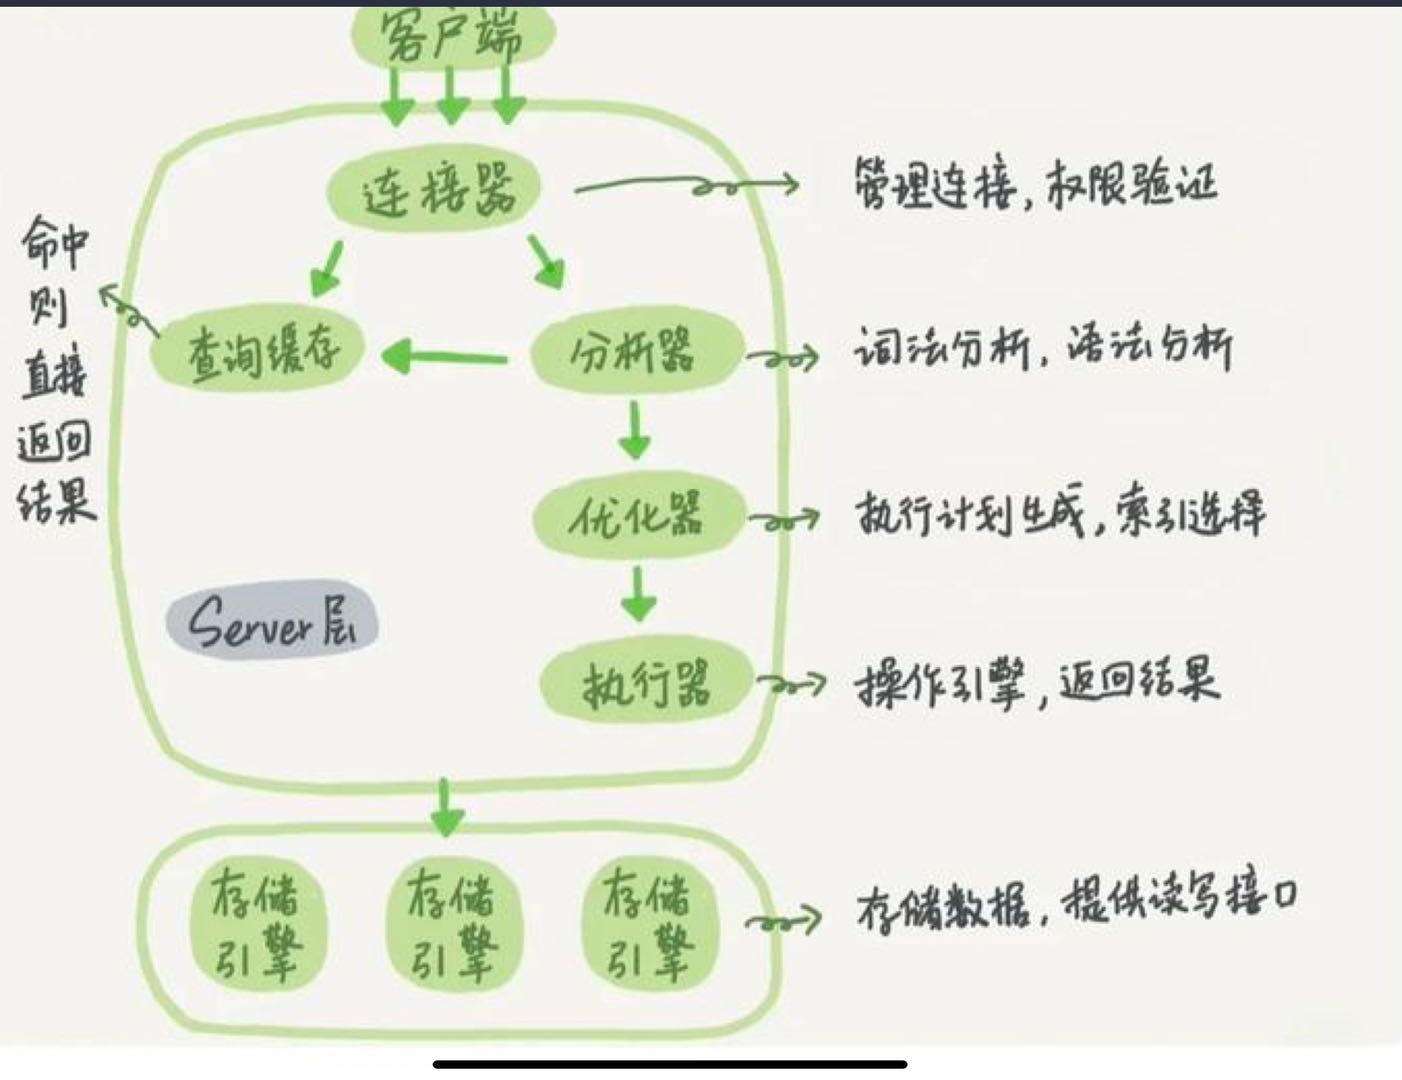 客户端
连接器
管理连接, 权限验证
命中
则
直接
返回
结果
查询缓存
分析器
词法分析, 语法分析
优化器
执行计划生成, 索引选择
Server层
执行器
操作引擎, 返回结果
存储
引擎
存储
引擎
存储
引擎
存储数据, 提供读写接口